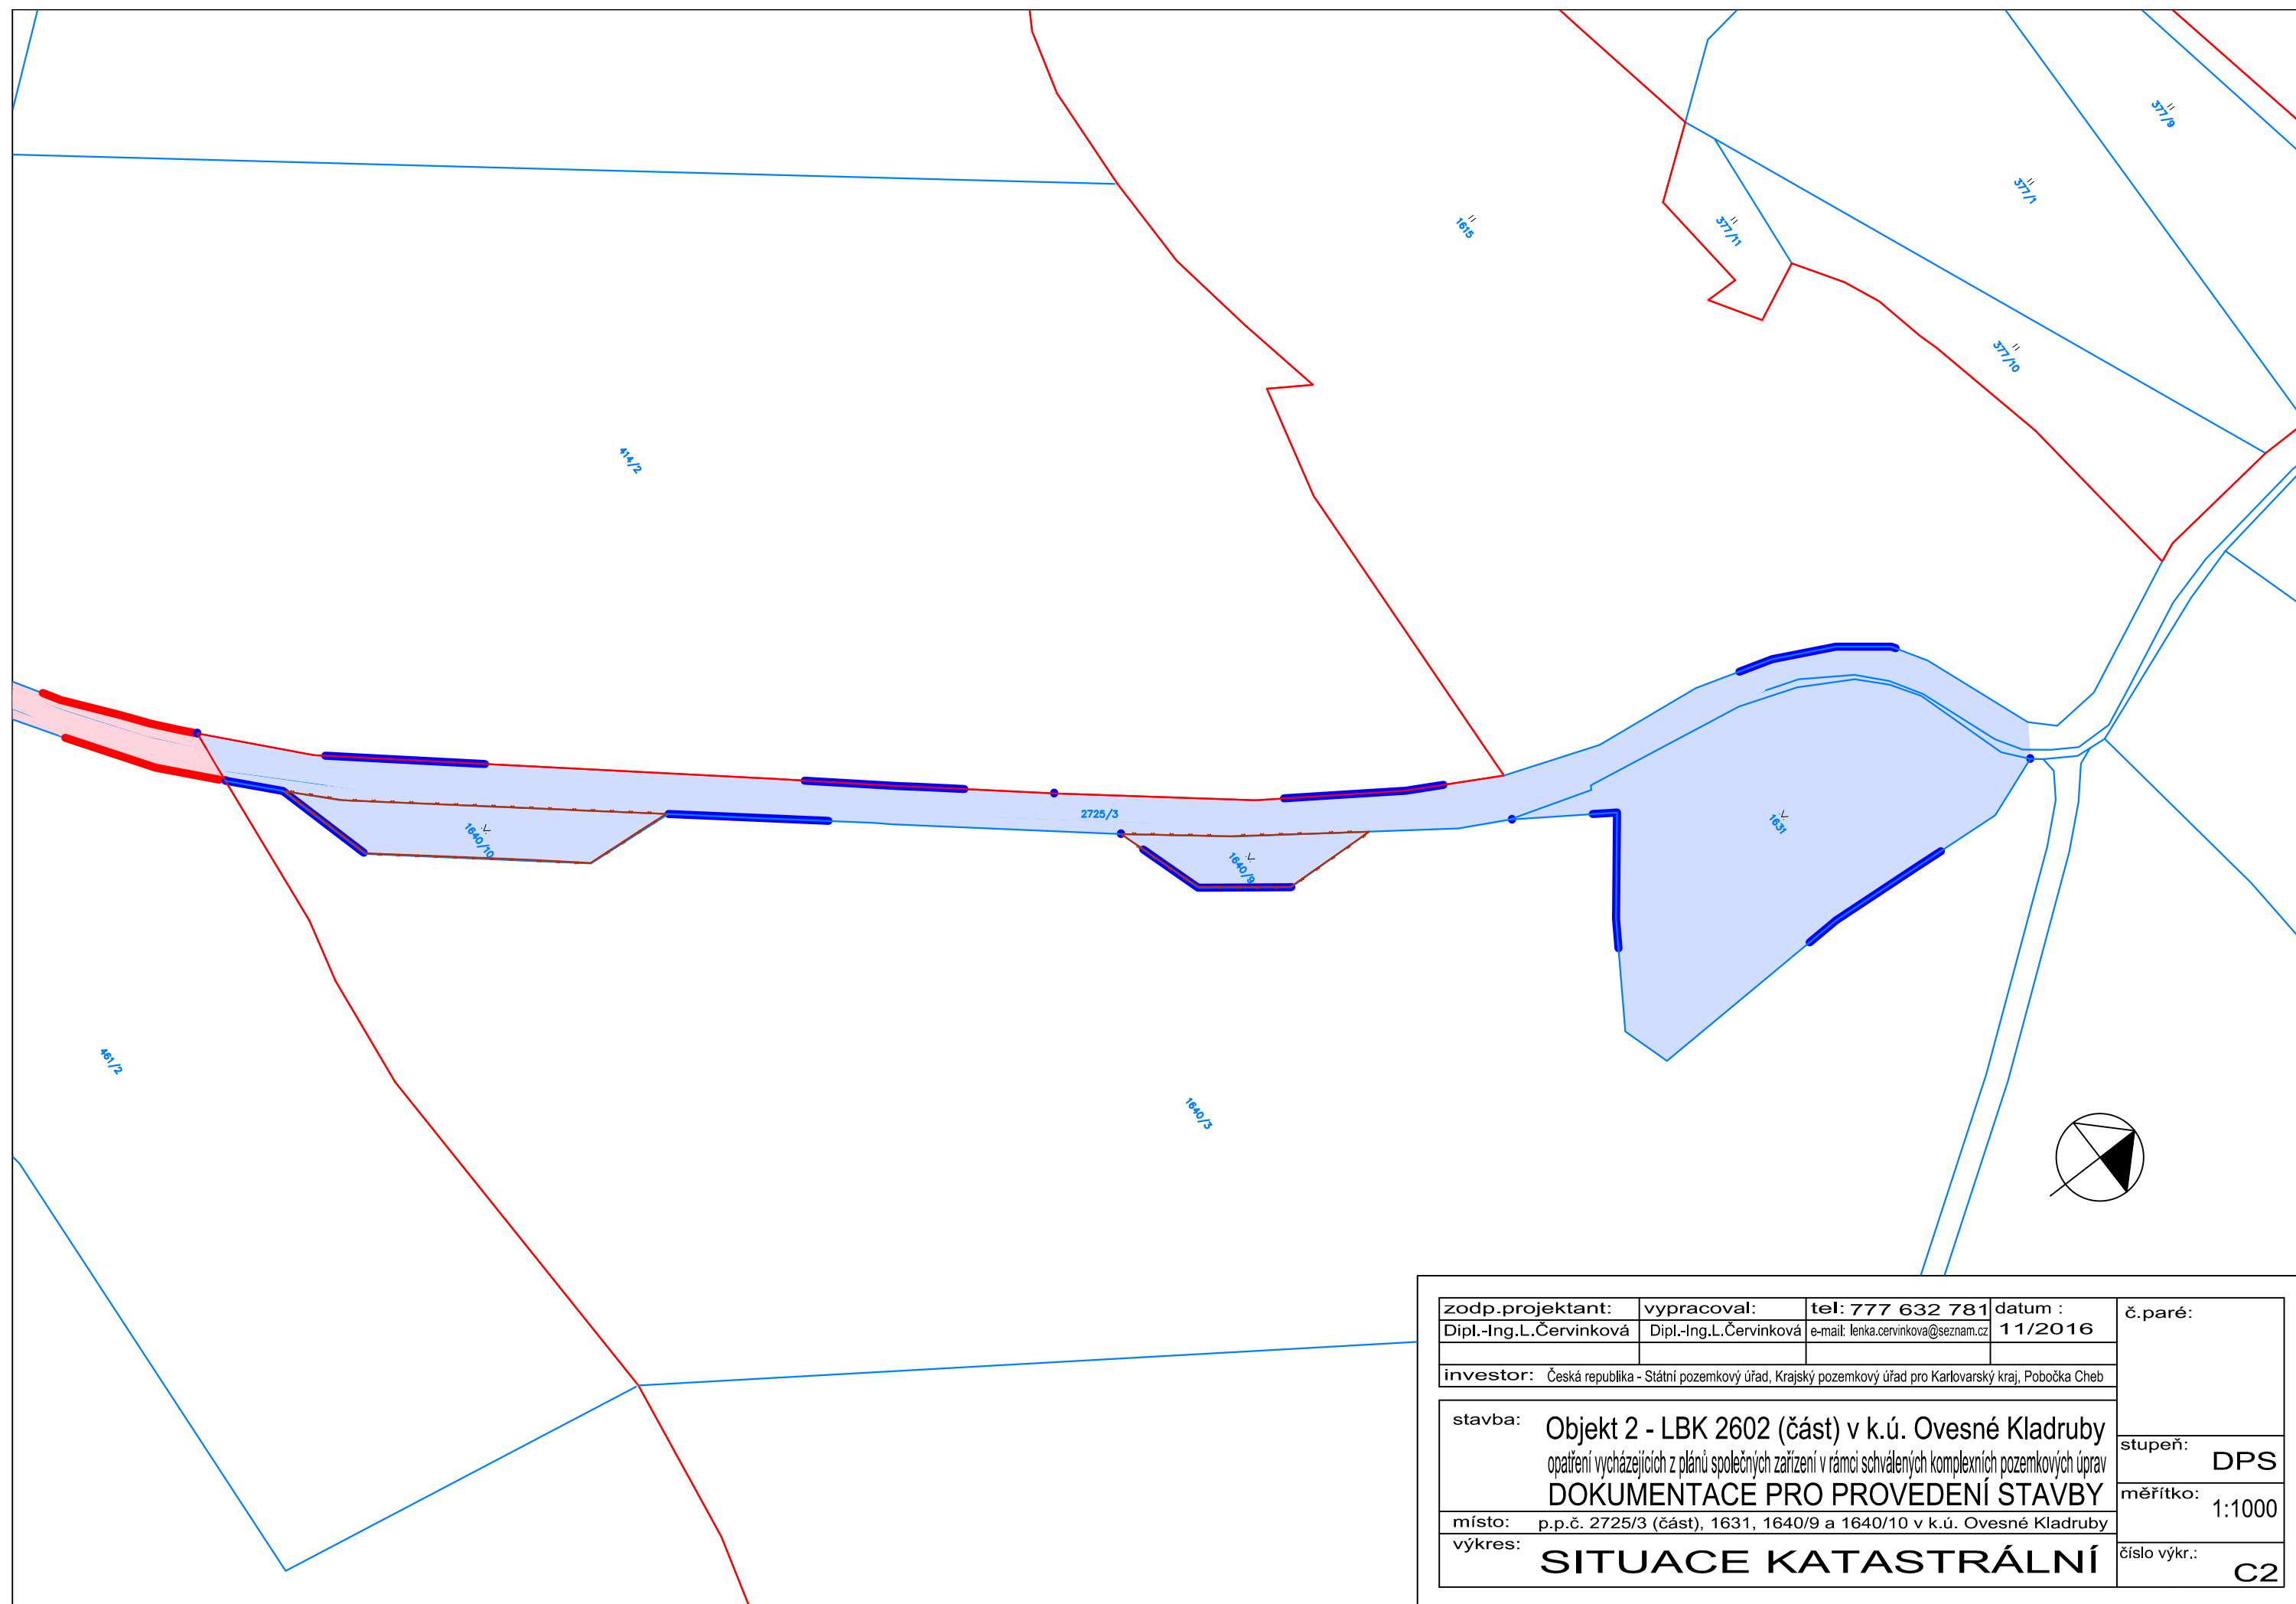 377/9
377/1
1615
377/11
377/10
414/2
2725/3
1640/10
1640/9
1631
461/2
1640/3
zodp.projektant: vypracoval: tel: 777 632 781 datum : č.paré:
Dipl.-Ing.L.Červinková Dipl.-Ing.L.Červinková e-mail: lenka.cervinkova@seznam.cz 11/2016
investor: Česká republika - Státní pozemkový úřad, Krajský pozemkový úřad pro Karlovarský kraj, Pobočka Cheb
stavba: Objekt 2 - LBK 2602 (část) v k.ú. Ovesné Kladruby
opatření vycházejících z plánů společných zařízení v rámci schválených komplexních pozemkových úprav
DOKUMENTACE PRO PROVEDENÍ STAVBY
stupeň: DPS
měřítko: 1:1000
místo: p.p.č. 2725/3 (část), 1631, 1640/9 a 1640/10 v k.ú. Ovesné Kladruby
výkres: SITUACE KATASTRÁLNÍ
číslo výkr.: C2